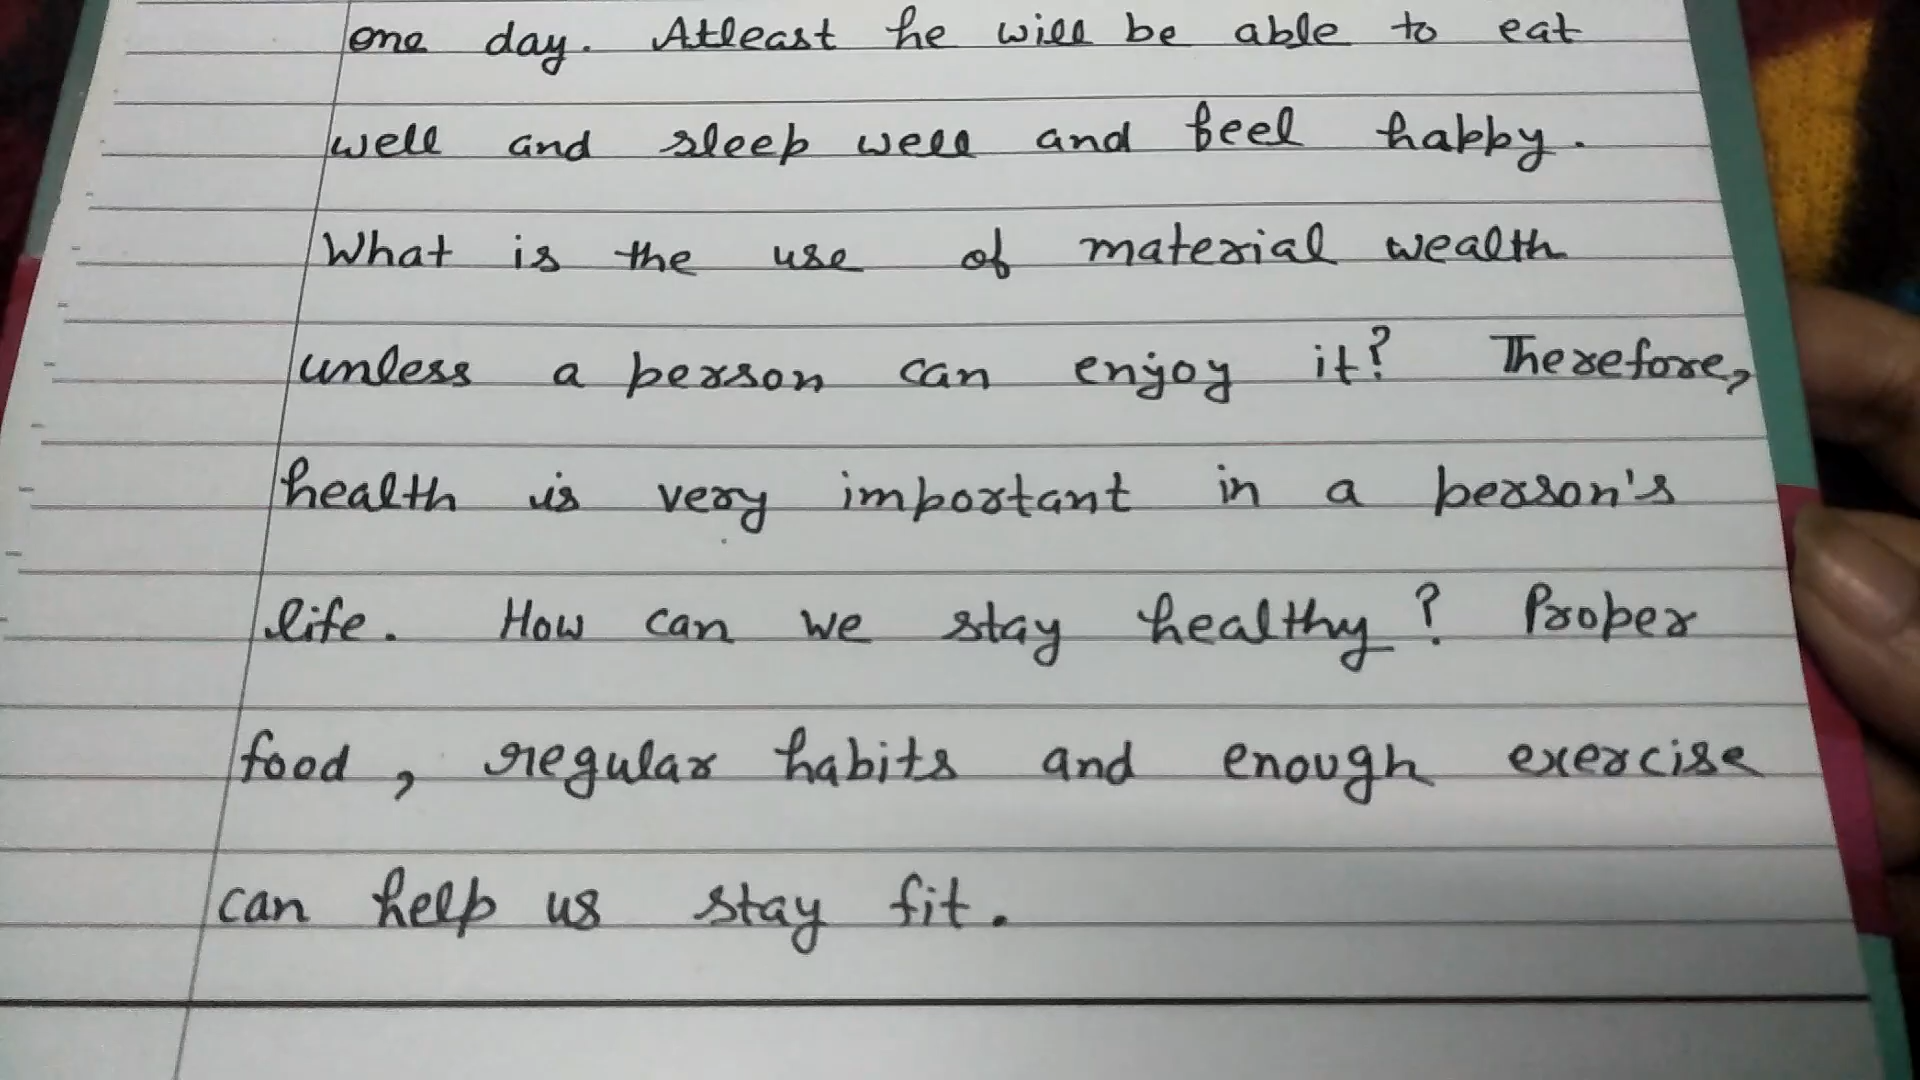 one day. Atleast he will be able to eat
well and sleep well and feel happy.
What is the use of material wealth
unless a person can enjoy it? Therefore,
health is very important in a person's
life. How can we stay healthy? Proper
food, regular habits and enough exercise
can help us stay fit.